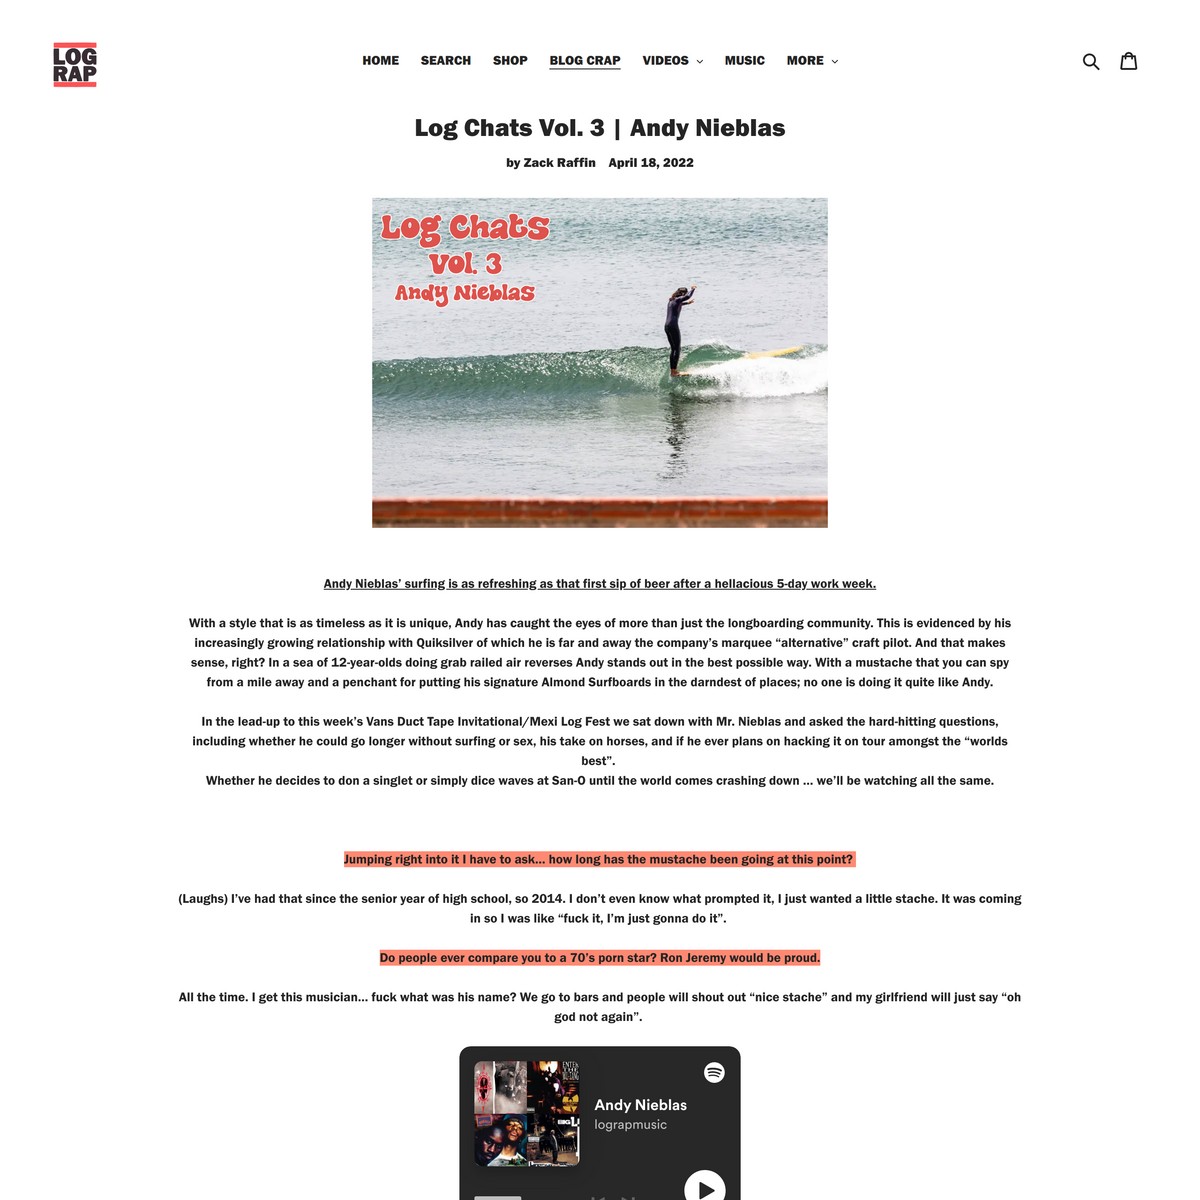 LOG
RAP
HOME SEARCH SHOP BLOG CRAP VIDEOS MUSIC MORE
Log Chats Vol. 3 | Andy Nieblas
by Zack Raffin April 18, 2022
Log Chats
Vol. 3
Andy Nieblas
Andy Nieblas’ surfing is as refreshing as that first sip of beer after a hellacious 5-day work week.
With a style that is as timeless as it is unique, Andy has caught the eyes of more than just the longboarding community. This is evidenced by his
increasingly growing relationship with Quiksilver of which he is far and away the company’s marquee “alternative” craft pilot. And that makes
sense, right? In a sea of 12-year-olds doing grab railed air reverses Andy stands out in the best possible way. With a mustache that you can spy
from a mile away and a penchant for putting his signature Almond Surfboards in the darndest of places; no one is doing it quite like Andy.
In the lead-up to this week’s Vans Duct Tape Invitational/Mexi Log Fest we sat down with Mr. Nieblas and asked the hard-hitting questions,
including whether he could go longer without surfing or sex, his take on horses, and if he ever plans on hacking it on tour amongst the “worlds
best”.
Whether he decides to don a singlet or simply dice waves at San-O until the world comes crashing down ... we’ll be watching all the same.
Jumping right into it I have to ask... how long has the mustache been going at this point?
(Laughs) I’ve had that since the senior year of high school, so 2014. I don’t even know what prompted it, I just wanted a little stache. It was coming
in so I was like “fuck it, I’m just gonna do it”.
Do people ever compare you to a 70’s porn star? Ron Jeremy would be proud.
All the time. I get this musician... fuck what was his name? We go to bars and people will shout out “nice stache” and my girlfriend will just say “oh
god not again”.
Andy Nieblas
lograpmusic